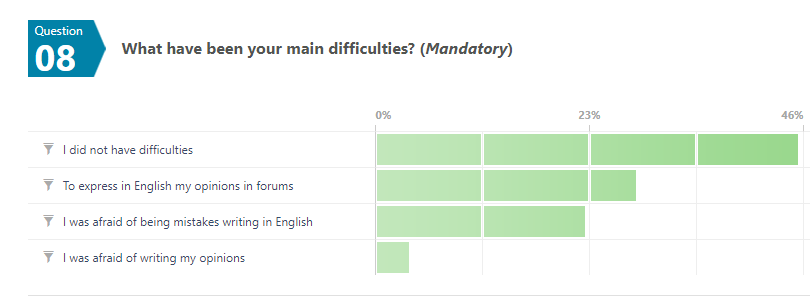 Question
08
What have been your main difficulties? (Mandatory)
0% 23% 46%
I did not have difficulties
To express in English my opinions in forums
I was afraid of being mistakes writing in English
I was afraid of writing my opinions